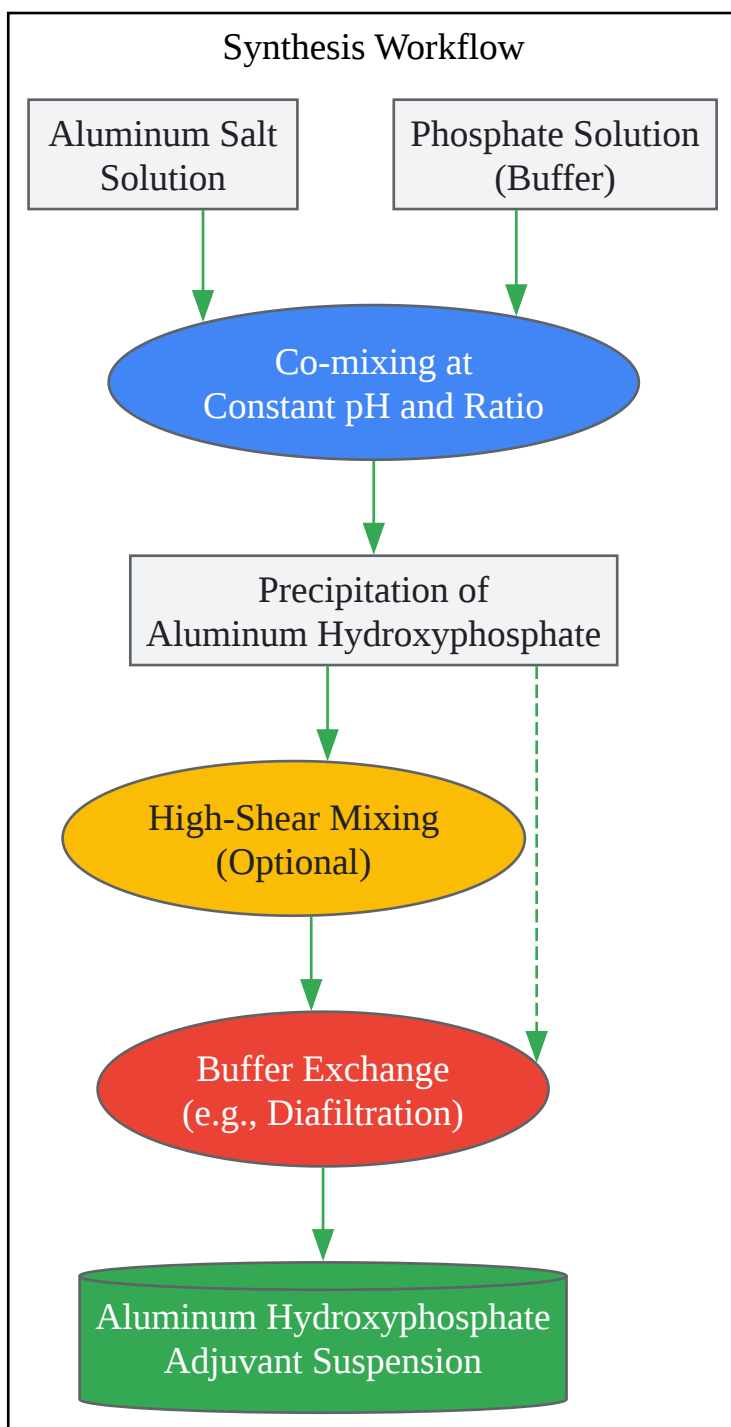 Synthesis Workflow
Aluminum Salt
Solution
Phosphate Solution
(Buffer)
Co-mixing at
Constant pH and Ratio
Precipitation of
Aluminum Hydroxyphosphate
High-Shear Mixing
(Optional)
Buffer Exchange
(e.g., Diafiltration)
Aluminum Hydroxyphosphate
Adjuvant Suspension